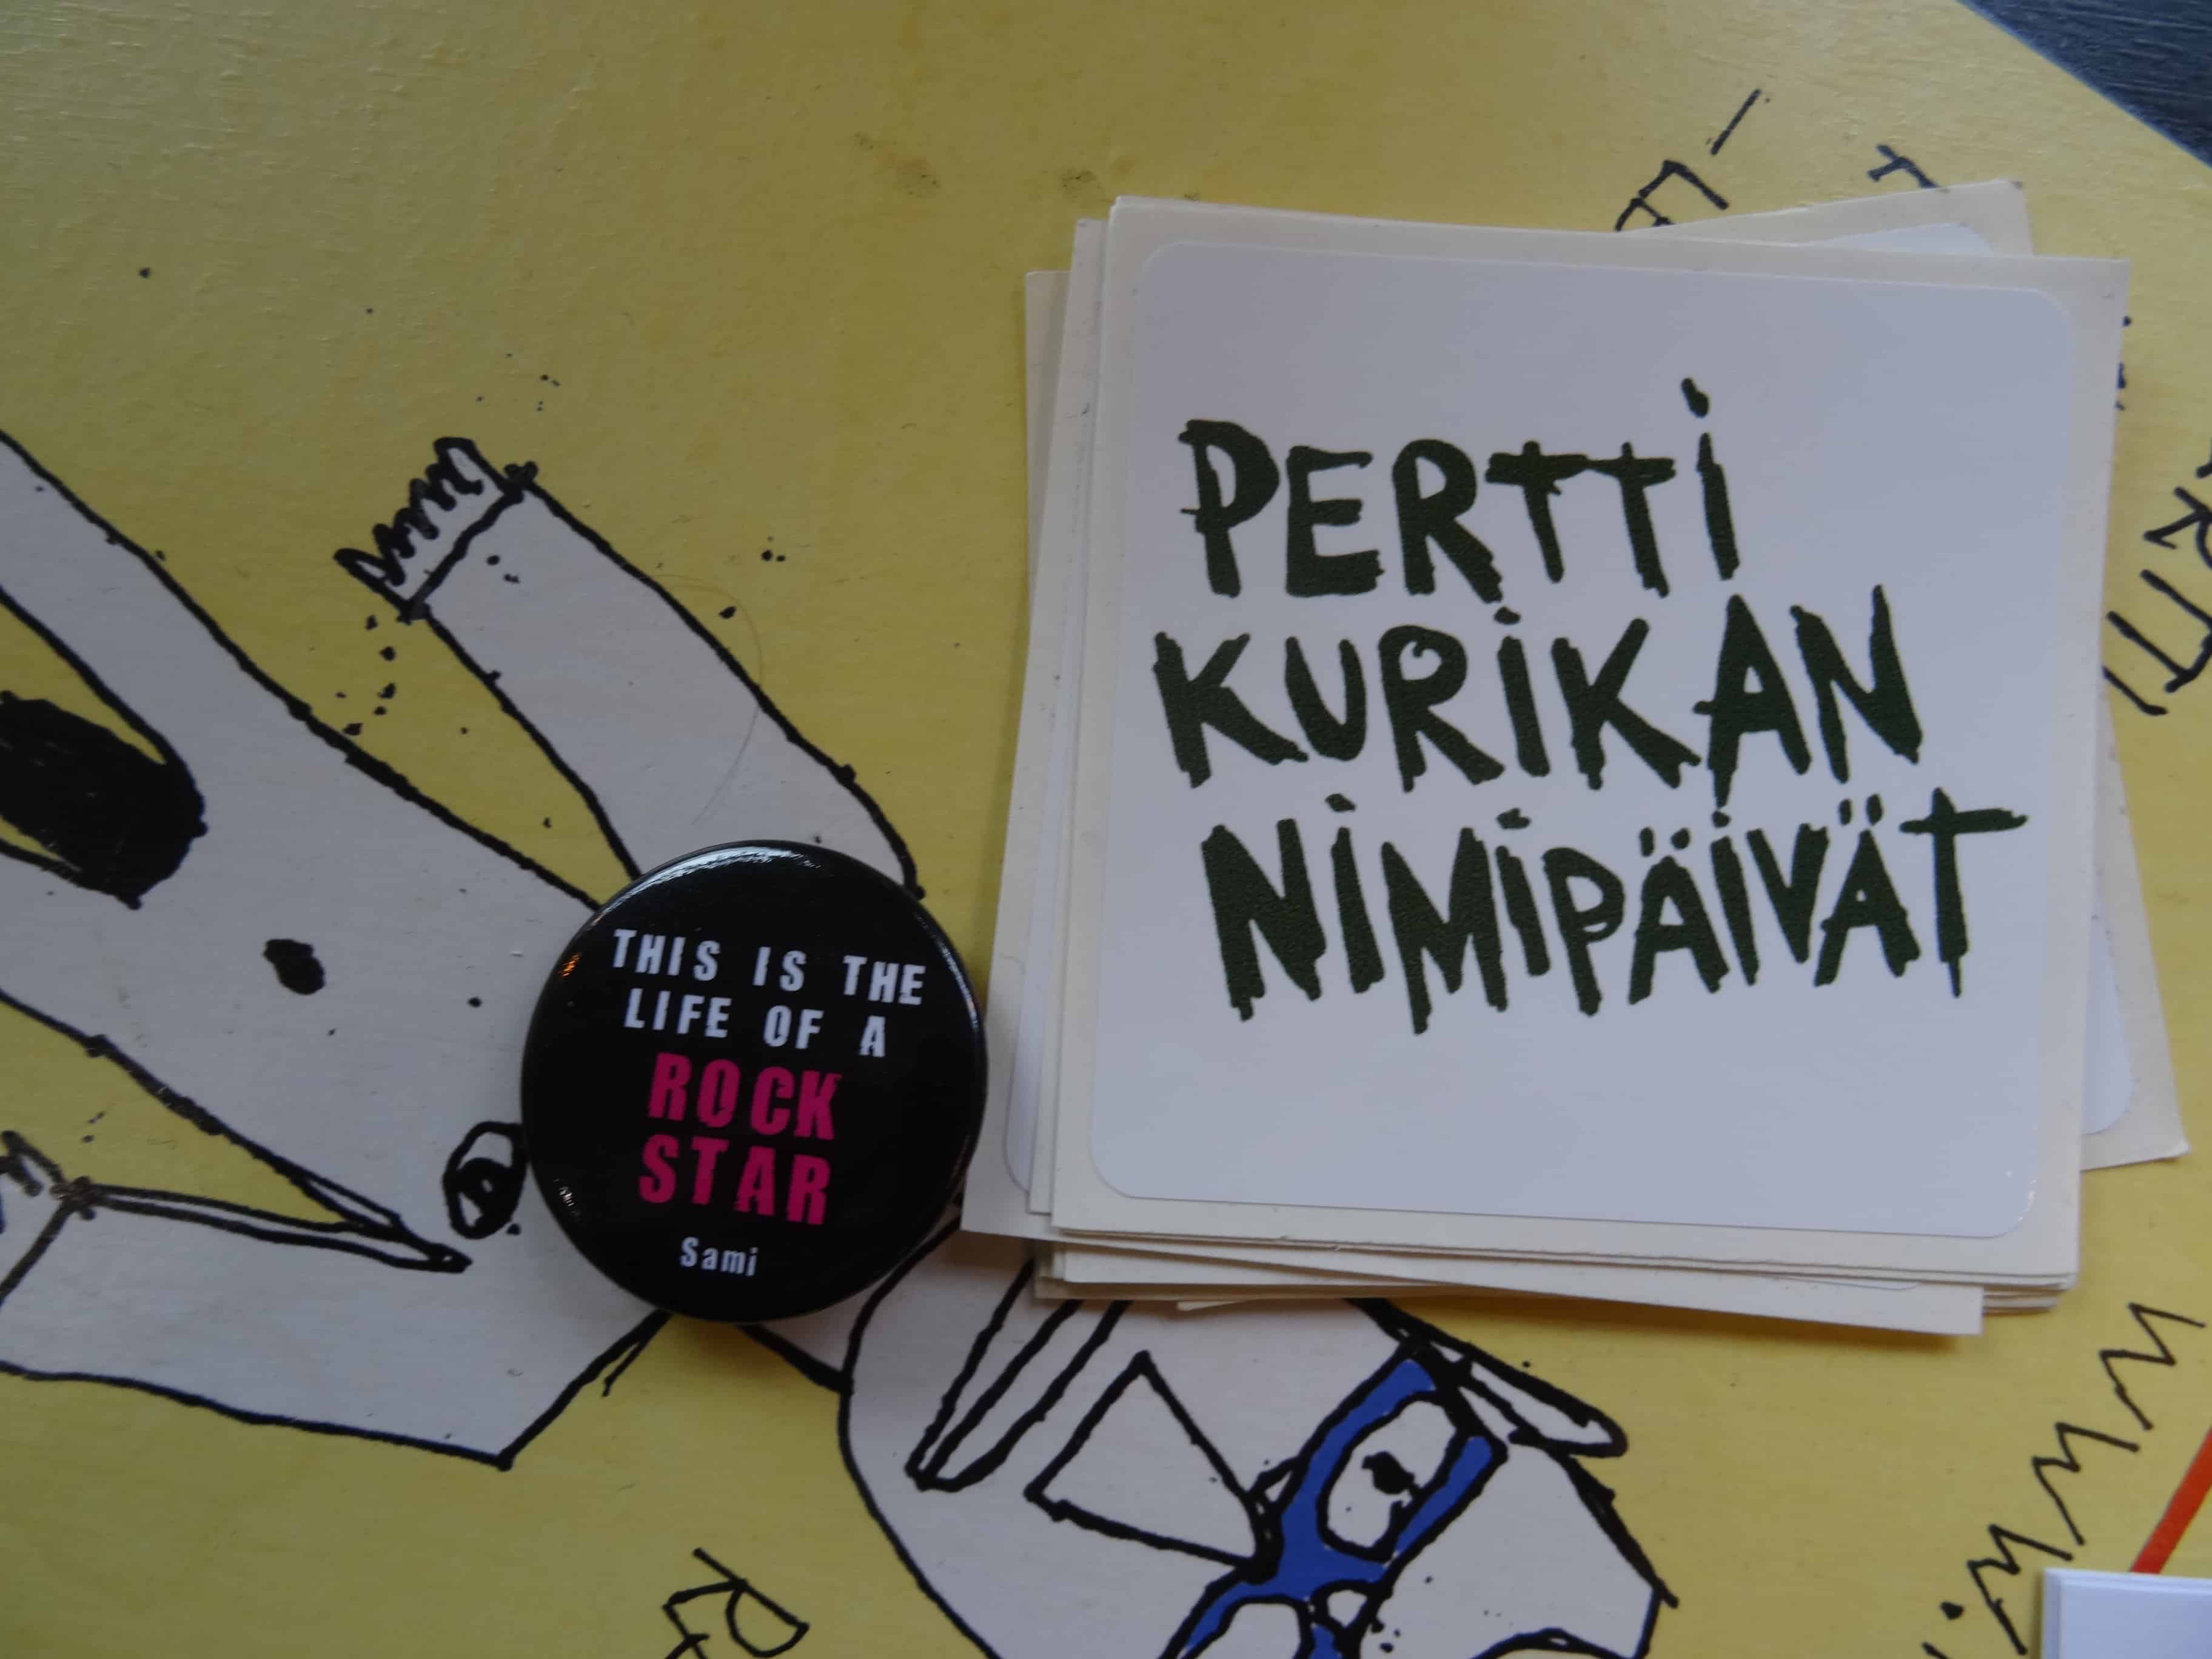 PERTTI
KURIKAN
NIMIPÄIVÄT
THIS IS THE
LIFE OF A
ROCK
STAR
Sami